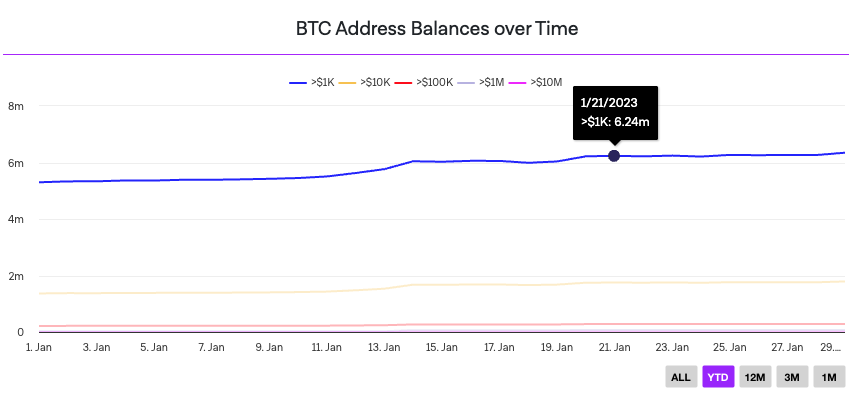 BTC Address Balances over Time
>$1K >$10K >$100K >$1M >$10M
1/21/2023
>$1K: 6.24m
8m
6m
4m
2m
0
1. Jan 3. Jan 5. Jan 7. Jan 9. Jan 11. Jan 13. Jan 15. Jan 17. Jan 19. Jan 21. Jan 23. Jan 25. Jan 27. Jan 29.…
ALL YTD 12M 3M 1M